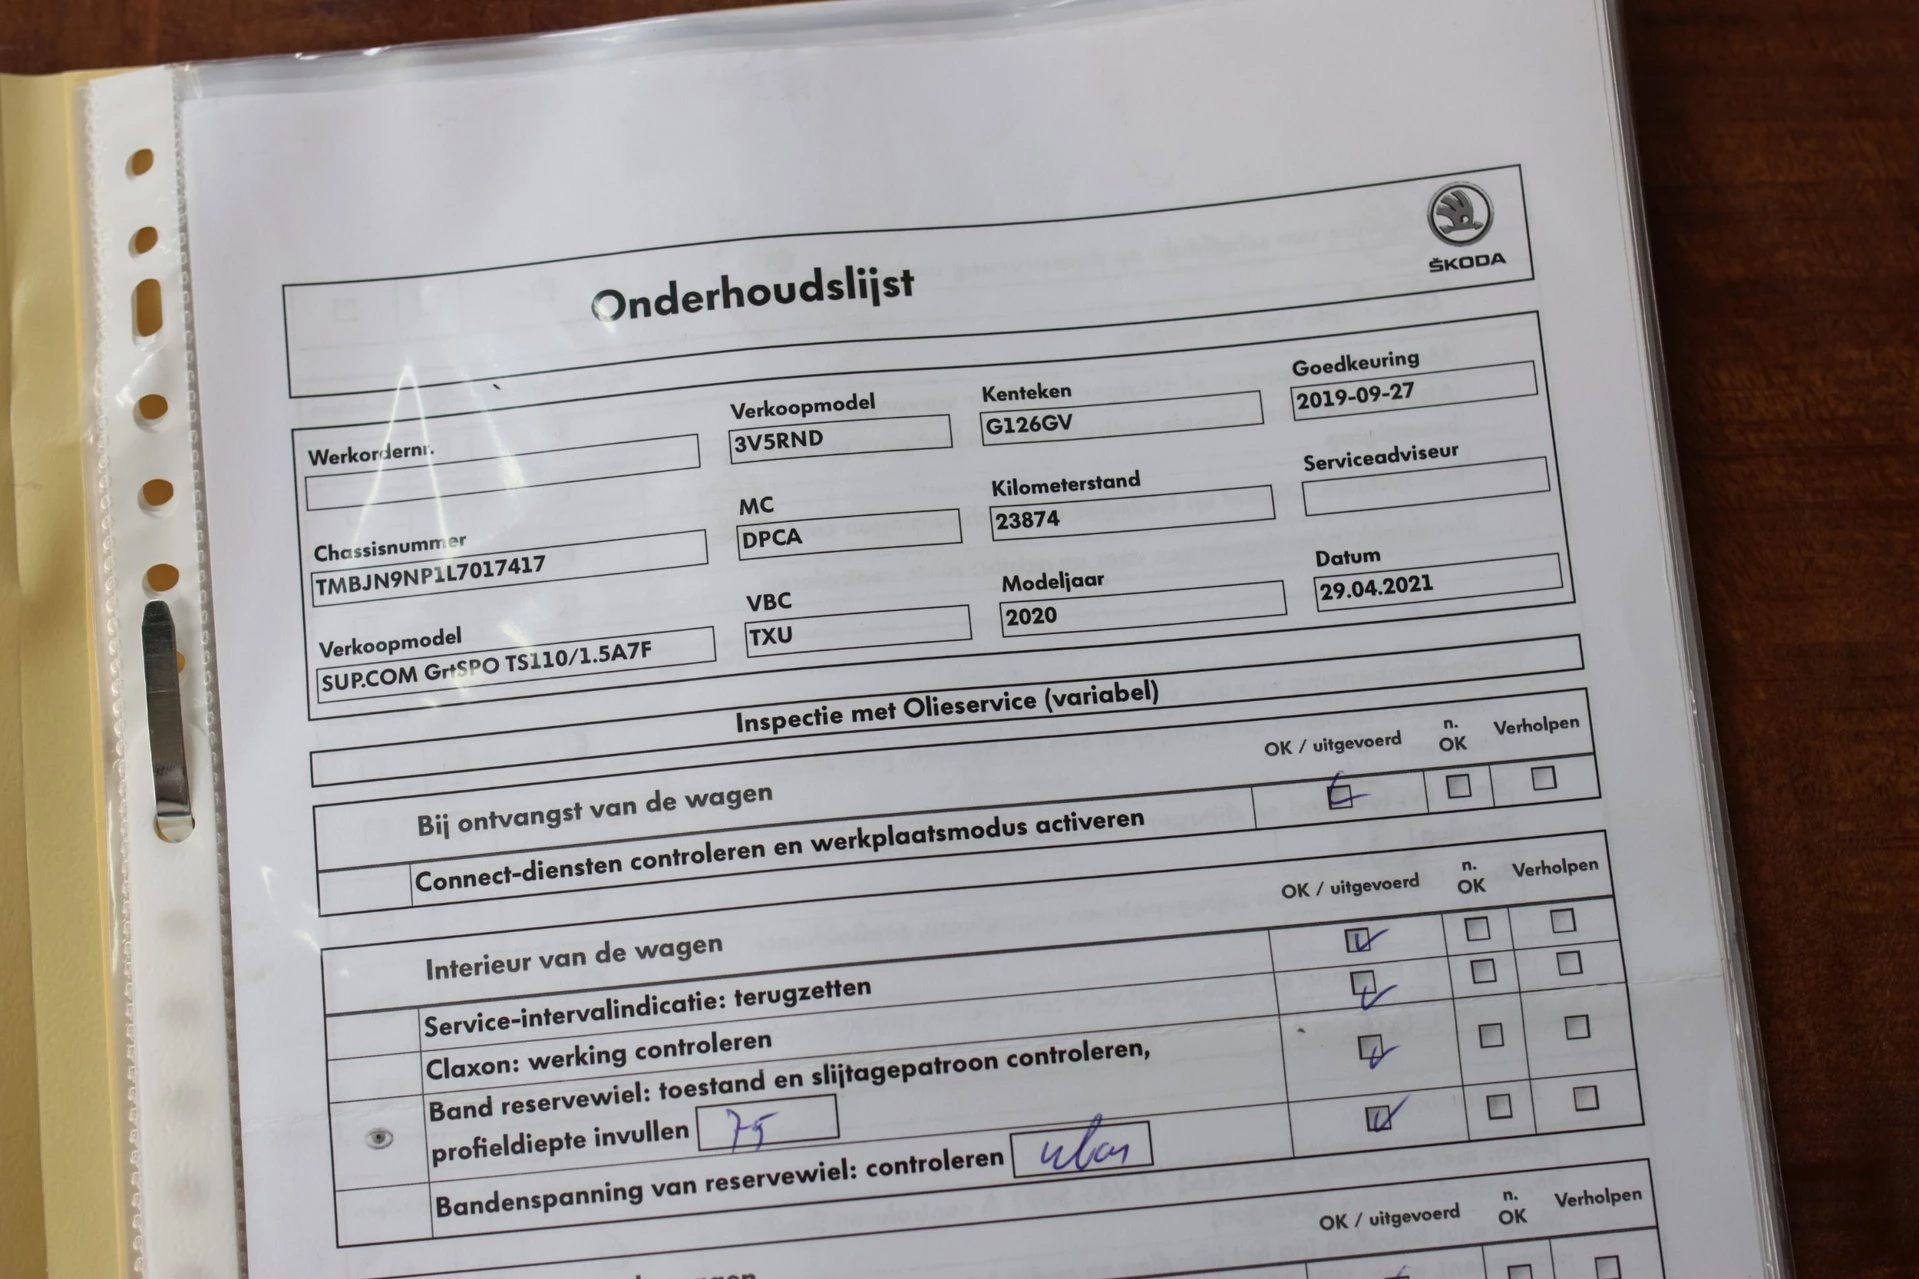 ŠKODA
Onderhoudslijst
Werkordernr.
Verkoopmodel
3V5RND
Kenteken
G126GV
Goedkeuring
2019-09-27
Chassisnummer
TMBJN9NP1L7017417
MC
DPCA
Kilometerstand
23874
Serviceadviseur
Verkoopmodel
SUP.COM GrtSPO TS110/1.5A7F
VBC
TXU
Modeljaar
2020
Datum
29.04.2021
Inspectie met Olieservice (variabel)
Bij ontvangst van de wagen
OK / uitgevoerd
n.
OK
Verholpen
Connect-diensten controleren en werkplaatsmodus activeren
Interieur van de wagen
OK / uitgevoerd
n.
OK
Verholpen
Service-intervalindicatie: terugzetten
Claxon: werking controleren
Band reservewiel: toestand en slijtagepatroon controleren,
profieldiepte invullen
Bandenspanning van reservewiel: controleren
OK / uitgevoerd
n.
OK
Verholpen